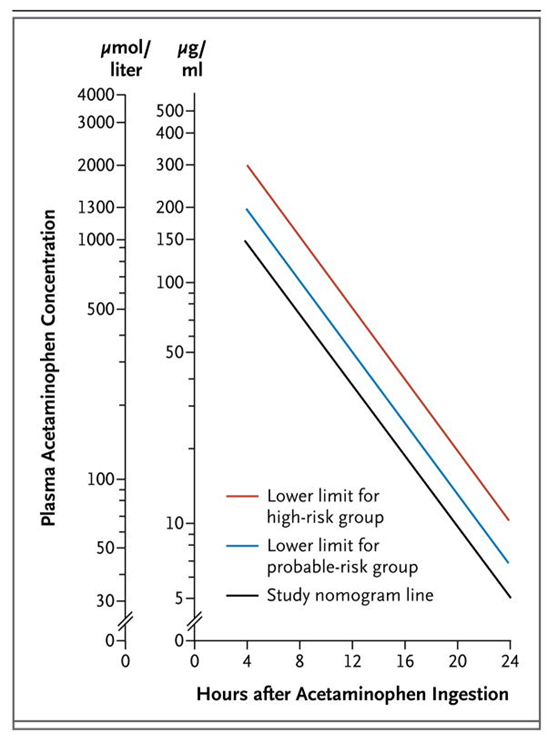 μmol/
liter
μg/
ml
4000
3000
2000
1300
1000
500
100
50
30
0
500
400
300
200
150
100
50
10
5
0
Plasma Acetaminophen Concentration
Lower limit for
high-risk group
Lower limit for
probable-risk group
Study nomogram line
0
0
4
8
12
16
20
24
Hours after Acetaminophen Ingestion